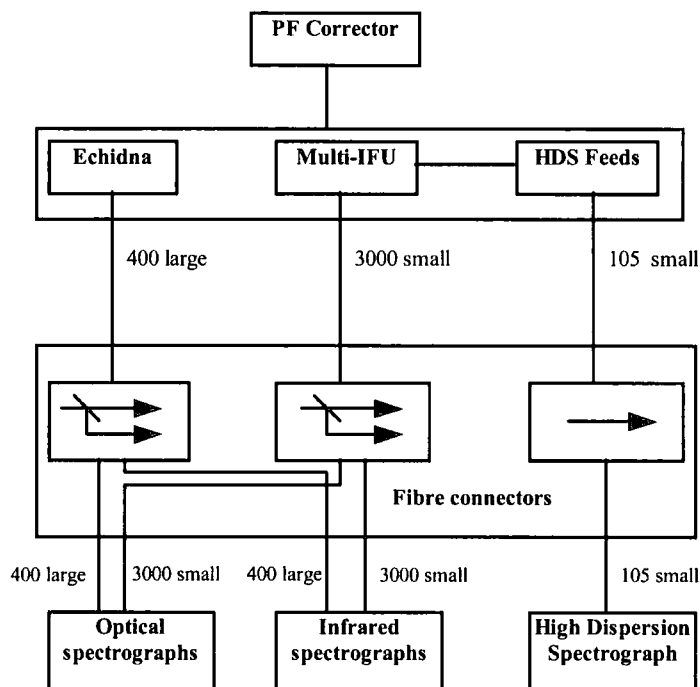 PF Corrector
Echidna
Multi-IFU
HDS Feeds
400 large
3000 small
105 small
Fibre connectors
400 large
3000 small
400 large
3000 small
105 small
Optical
spectrographs
Infrared
spectrographs
High Dispersion
Spectrograph